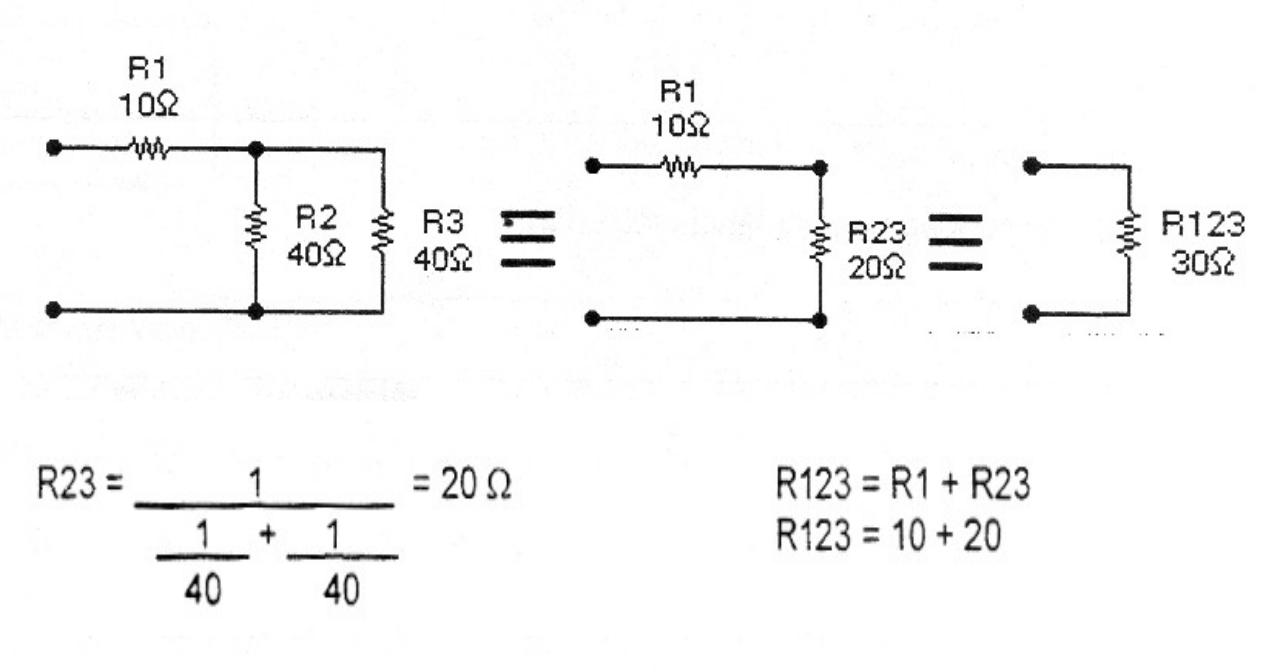 R1
10Ω
R2
40Ω
R3
40Ω
R1
10Ω
R23
20Ω
R123
30Ω
R23 = 1 = 20 Ω
1 + 1
40 40
R123 = R1 + R23
R123 = 10 + 20